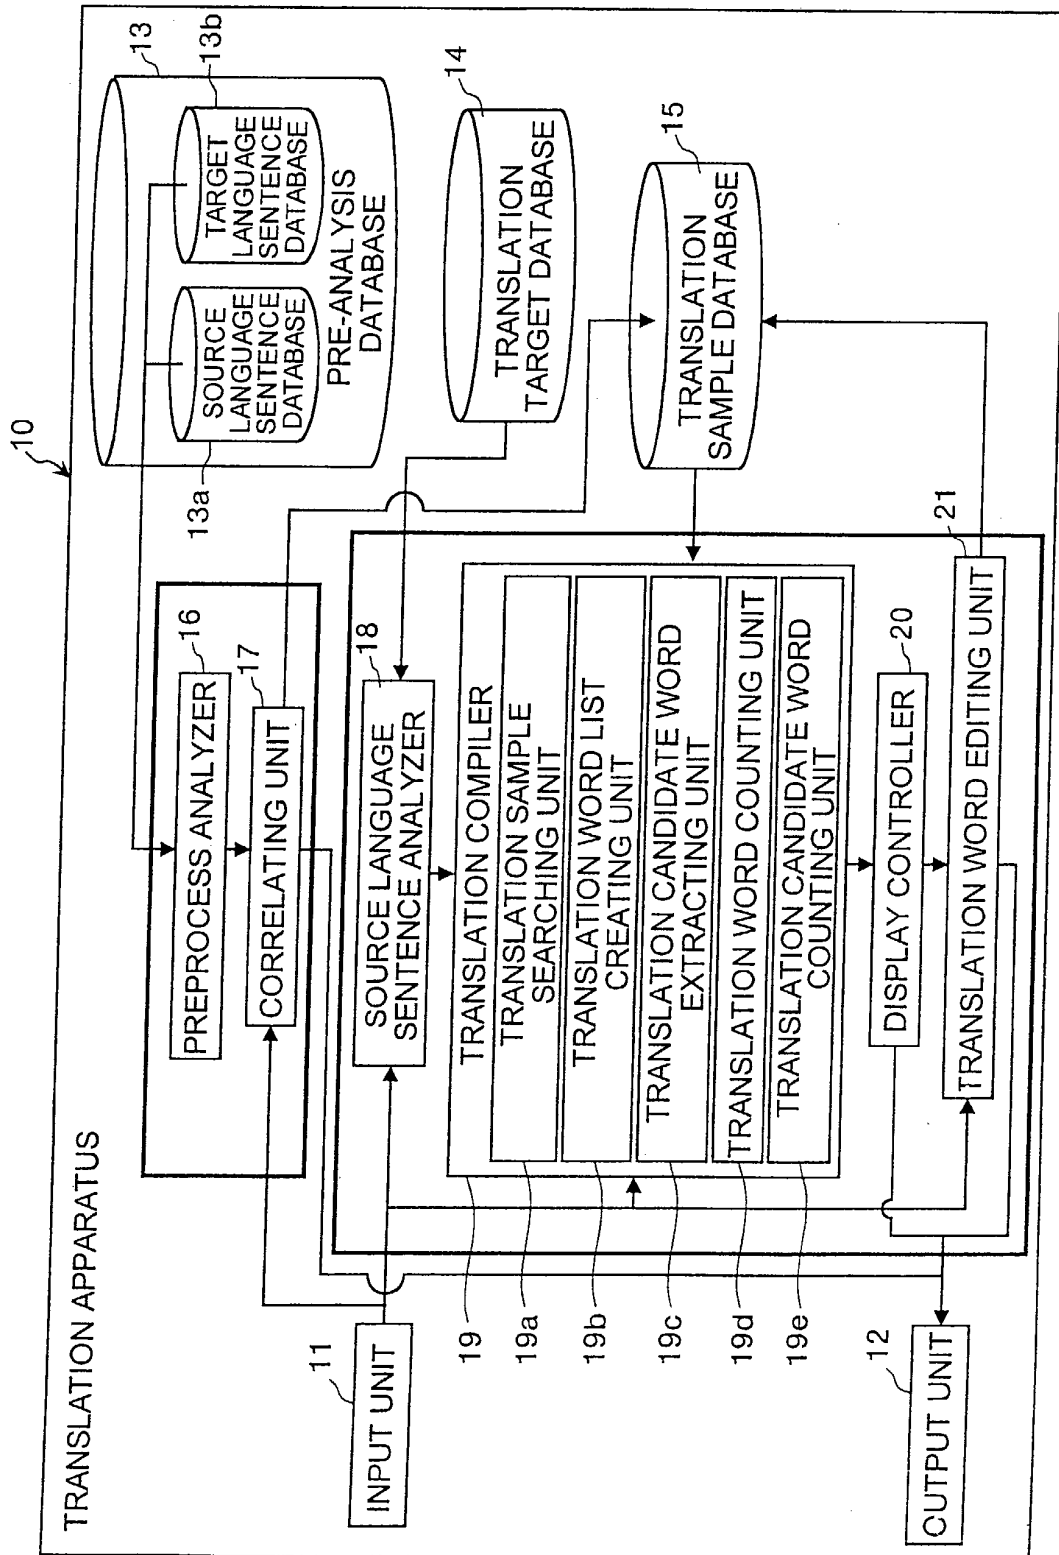 TRANSLATION APPARATUS
10
13
13b
13a
TARGET
LANGUAGE
SENTENCE
DATABASE
SOURCE
LANGUAGE
SENTENCE
DATABASE
PRE-ANALYSIS
DATABASE
14
TRANSLATION
TARGET DATABASE
15
TRANSLATION
SAMPLE DATABASE
16
PREPROCESS ANALYZER
17
CORRELATING UNIT
18
SOURCE LANGUAGE
SENTENCE ANALYZER
19
TRANSLATION COMPILER
19a
TRANSLATION SAMPLE
SEARCHING UNIT
19b
TRANSLATION WORD LIST
CREATING UNIT
19c
TRANSLATION CANDIDATE WORD
EXTRACTING UNIT
19d
TRANSLATION WORD COUNTING UNIT
19e
TRANSLATION CANDIDATE WORD
COUNTING UNIT
20
DISPLAY CONTROLLER
21
TRANSLATION WORD EDITING UNIT
11
INPUT UNIT
12
CUTPUT UNIT